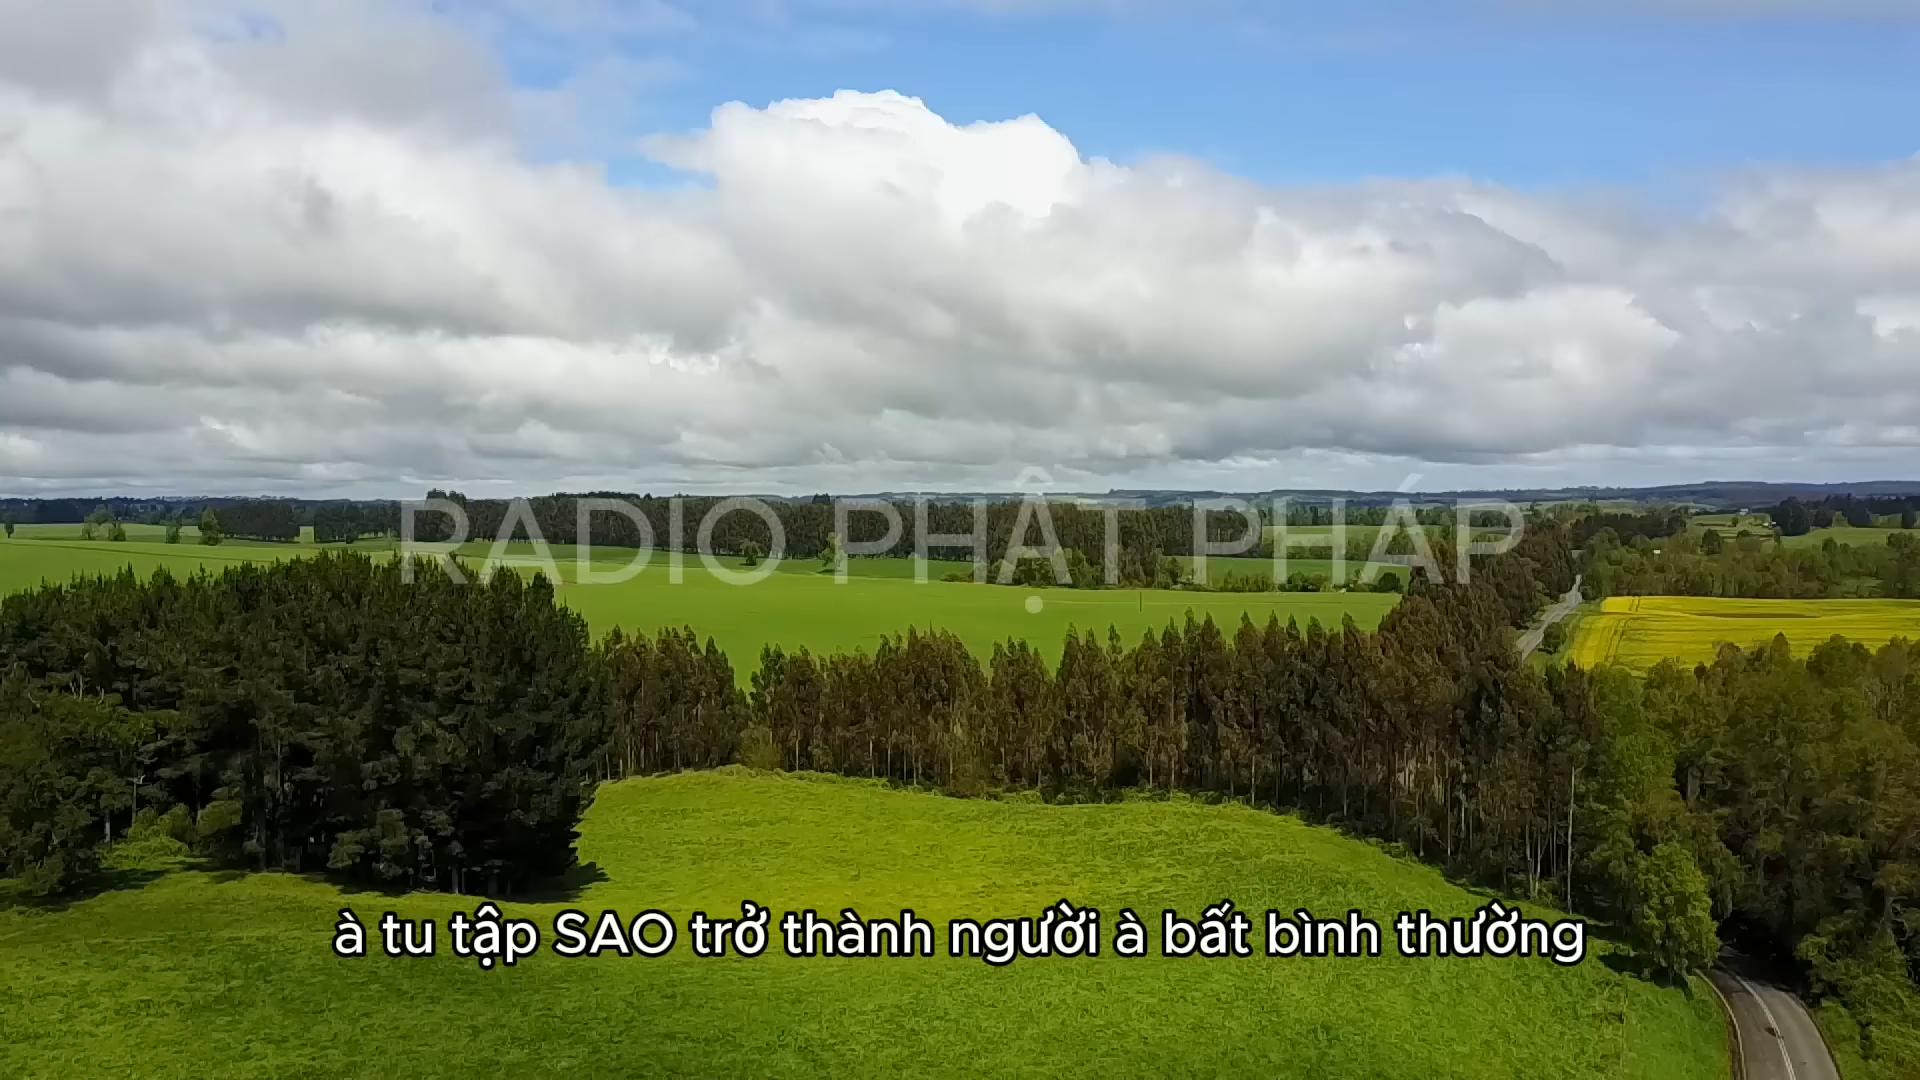 RADIO PHẬT PHÁP
à tu tập SAO trở thành người à bất bình thường